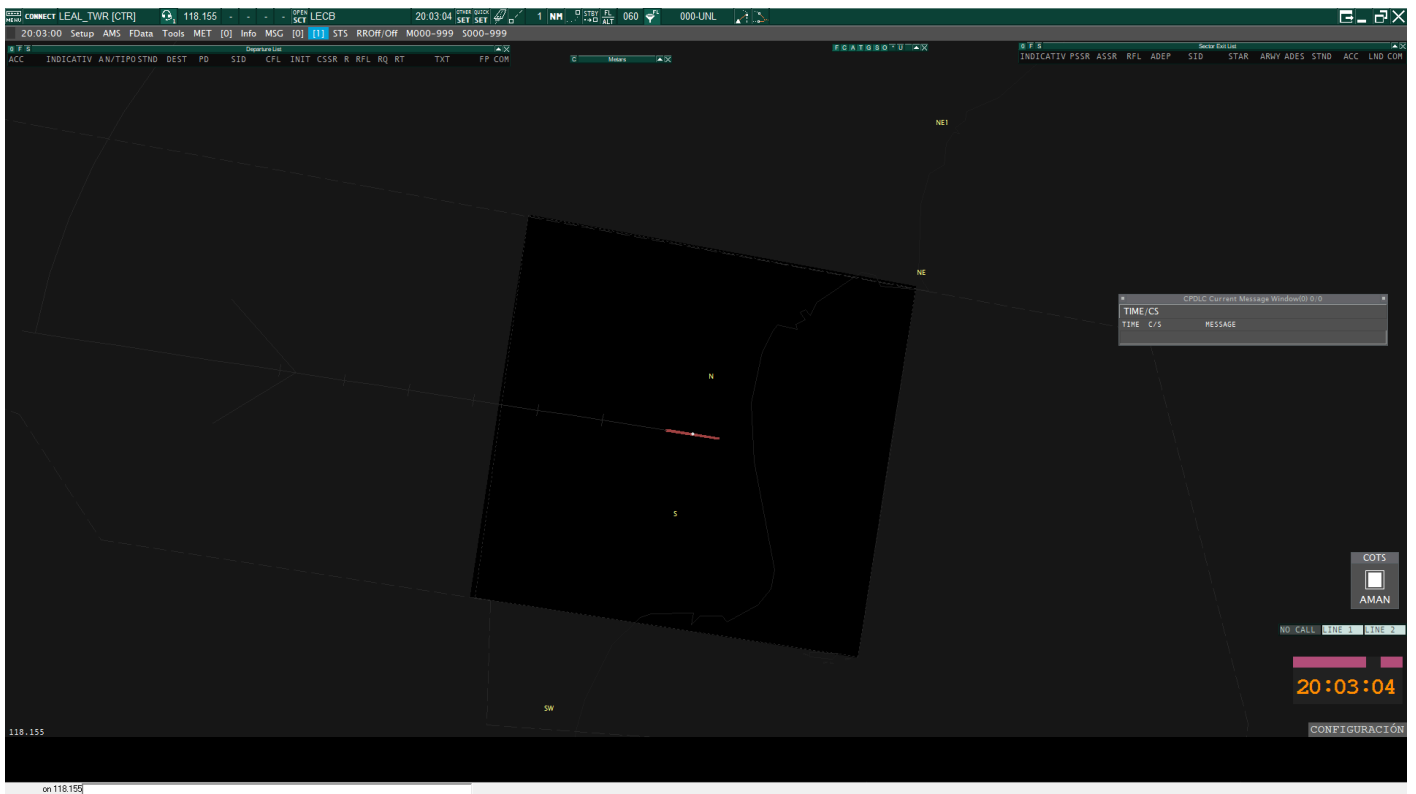 MENU CONNECT LEAL_TWR [CTR] 118.155 - - - - OPEN SCT LECB 20:03:04 OTHER SET QUICK SET 1 NM STBY FL ALT 060 FL 000-UNL
20:03:00 Setup AMS FData Tools MET [0] Info MSG [0] [1] STS RROff/Off M000-999 S000-999
G F S Departure List
ACC INDICATIV AN/TIPO STND DEST PD SID CFL INIT CSSR R RFL RQ RT TXT FP COM
C Metars
F C A T G S O - U
G F S Sector Exit List
INDICATIV PSSR ASSR RFL ADEP SID STAR ARWY ADES STND ACC LND COM
NE1
NE
CPDLC Current Message Window(0) 0/0
TIME/CS
TIME C/S MESSAGE
N
S
COTS
AMAN
NO CALL LINE 1 LINE 2
20:03:04
SW
118.155
CONFIGURACIÓN
on 118.155